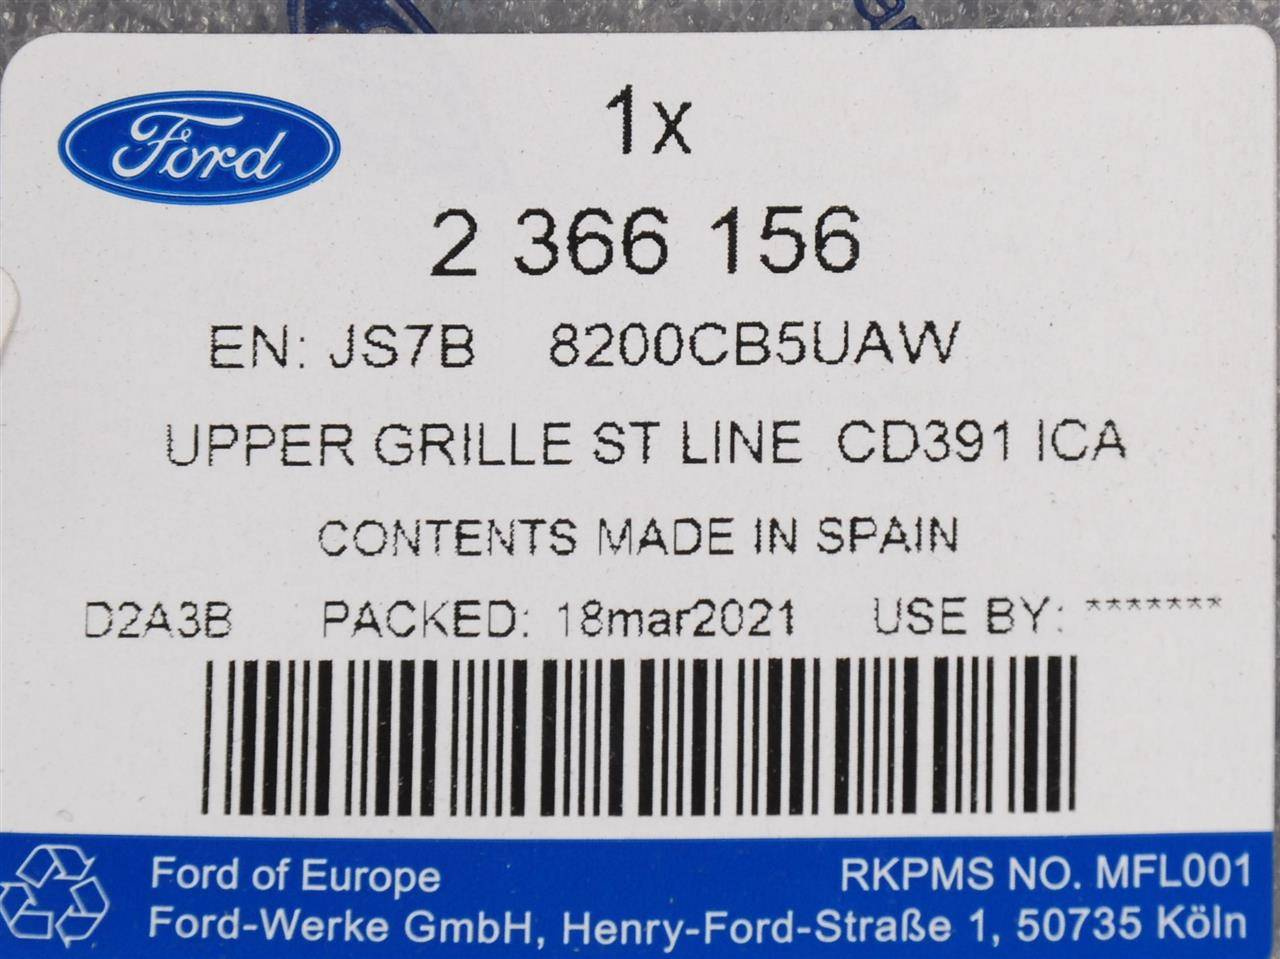 Ford
1x
2 366 156
EN: JS7B 8200CB5UAW
UPPER GRILLE ST LINE CD391 ICA
CONTENTS MADE IN SPAIN
D2A3B PACKED: 18mar2021 USE BY: *******
Ford of Europe RKPMS NO. MFL001
Ford-Werke GmbH, Henry-Ford-Straße 1, 50735 Köln